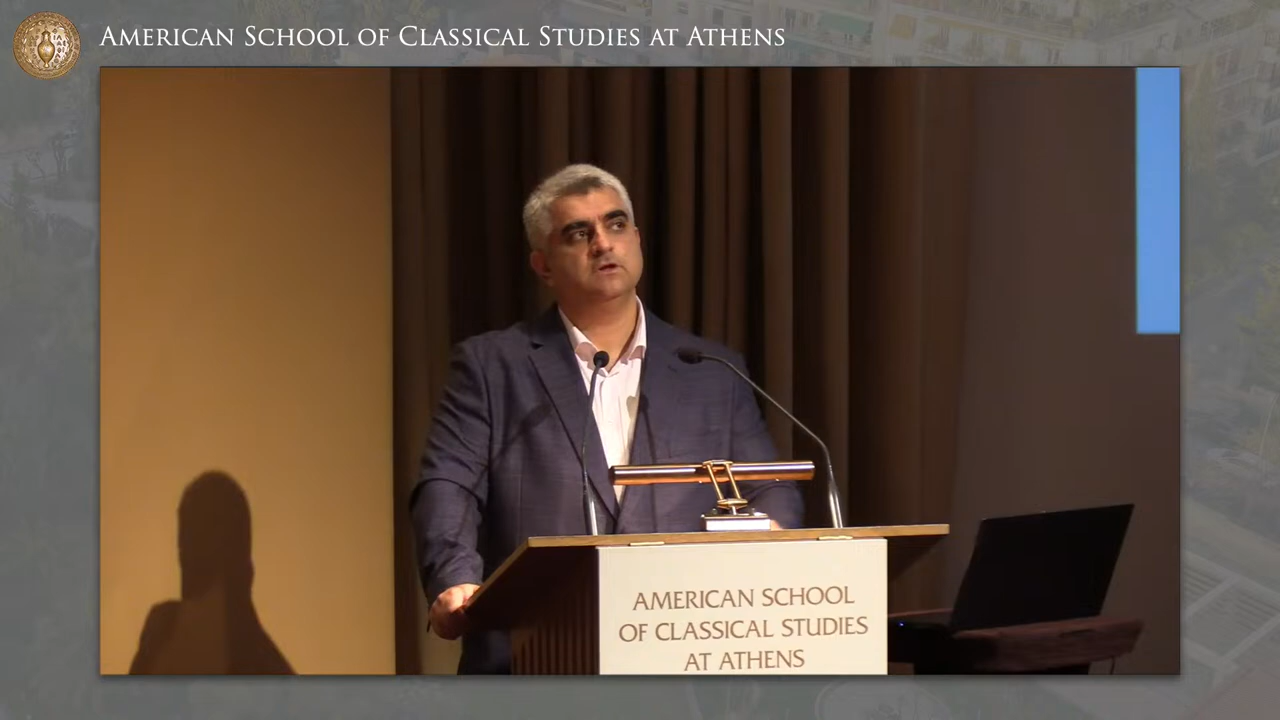 AMERICAN SCHOOL OF CLASSICAL STUDIES AT ATHENS
AMERICAN SCHOOL
OF CLASSICAL STUDIES
AT ATHENS